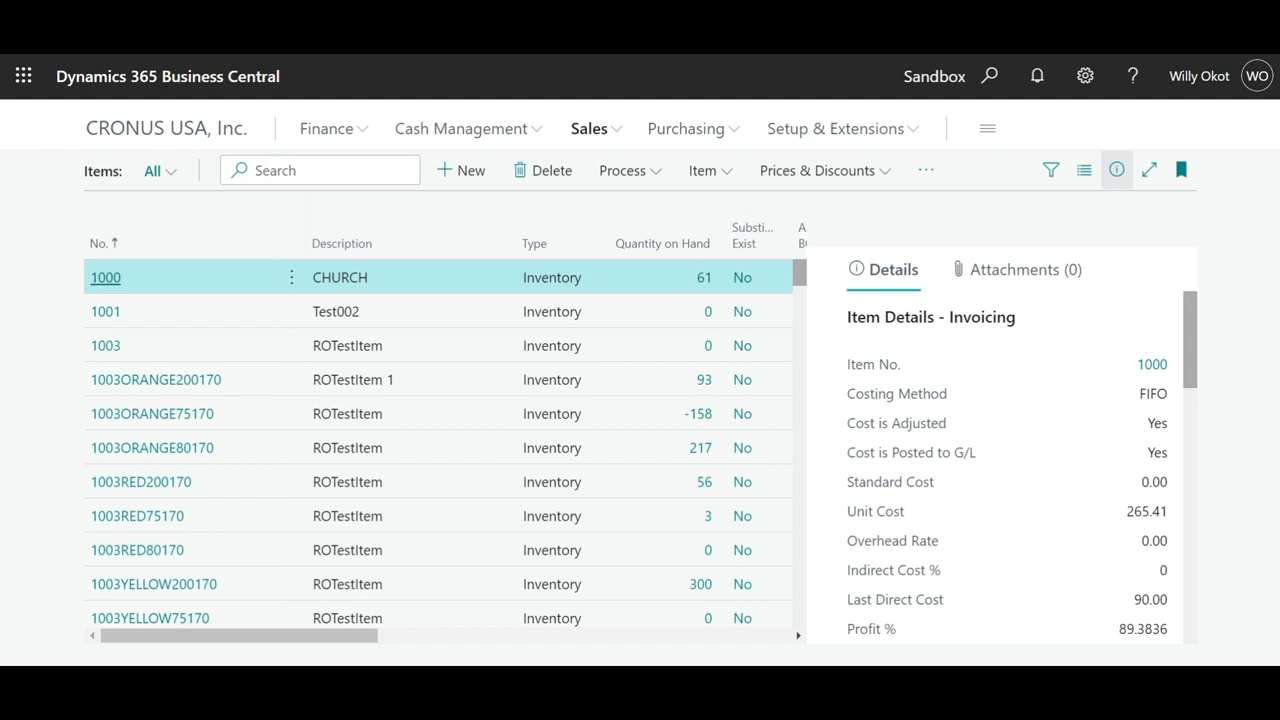 Dynamics 365 Business Central
Sandbox
Willy Okot WO
CRONUS USA, Inc. Finance Cash Management Sales Purchasing Setup & Extensions
Items: All Search New Delete Process Item Prices & Discounts ...
No. ↑ Description Type Quantity on Hand Substi... Exist A BO
1000 CHURCH Inventory 61 No
1001 Test002 Inventory 0 No
1003 ROTestItem Inventory 0 No
1003ORANGE200170 ROTestItem 1 Inventory 93 No
1003ORANGE75170 ROTestItem Inventory -158 No
1003ORANGE80170 ROTestItem Inventory 217 No
1003RED200170 ROTestItem Inventory 56 No
1003RED75170 ROTestItem Inventory 3 No
1003RED80170 ROTestItem Inventory 0 No
1003YELLOW200170 ROTestItem Inventory 300 No
1003YELLOW75170 ROTestItem Inventory 0 No
Details Attachments (0)
Item Details - Invoicing
Item No. 1000
Costing Method FIFO
Cost is Adjusted Yes
Cost is Posted to G/L Yes
Standard Cost 0.00
Unit Cost 265.41
Overhead Rate 0.00
Indirect Cost % 0
Last Direct Cost 90.00
Profit % 89.3836